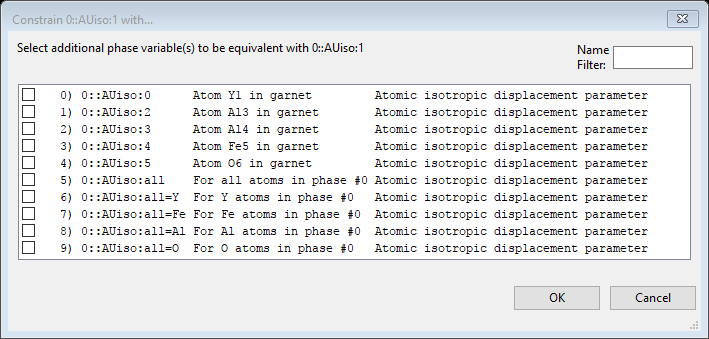 Constrain 0::AUiso:1 with...
Select additional phase variable(s) to be equivalent with 0::AUiso:1
Name
Filter:
0) 0::AUiso:0 Atom Y1 in garnet Atomic isotropic displacement parameter
1) 0::AUiso:2 Atom Al3 in garnet Atomic isotropic displacement parameter
2) 0::AUiso:3 Atom Al4 in garnet Atomic isotropic displacement parameter
3) 0::AUiso:4 Atom Fe5 in garnet Atomic isotropic displacement parameter
4) 0::AUiso:5 Atom O6 in garnet Atomic isotropic displacement parameter
5) 0::AUiso:all For all atoms in phase #0 Atomic isotropic displacement parameter
6) 0::AUiso:all=Y For Y atoms in phase #0 Atomic isotropic displacement parameter
7) 0::AUiso:all=Fe For Fe atoms in phase #0 Atomic isotropic displacement parameter
8) 0::AUiso:all=Al For Al atoms in phase #0 Atomic isotropic displacement parameter
9) 0::AUiso:all=O For O atoms in phase #0 Atomic isotropic displacement parameter
OK Cancel